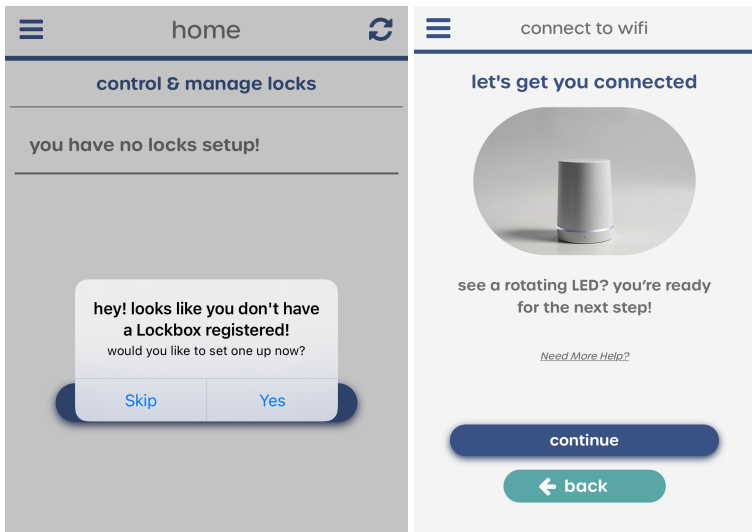 home
control & manage locks
you have no locks setup!
hey! looks like you don't have
a Lockbox registered!
would you like to set one up now?
Skip
Yes
connect to wifi
let's get you connected
see a rotating LED? you’re ready
for the next step!
Need More Help?
continue
back